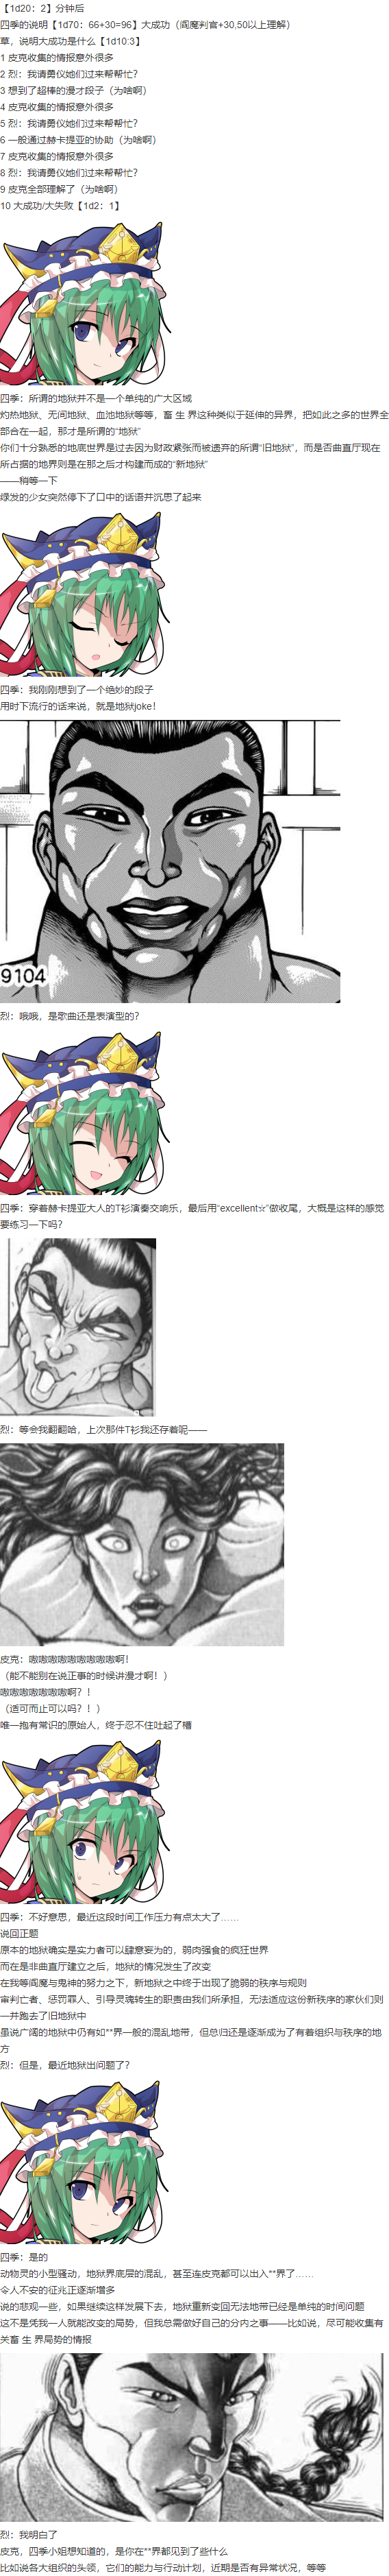 【1d20：2】分钟后
四季的说明【1d70：66+30=96】大成功（阎魔判官+30,50以上理解）
草，说明大成功是什么【1d10:3】
1 皮克收集的情报意外很多
2 烈：我请勇仪她们过来帮帮忙？
3 想到了超棒的漫才段子（为啥啊）
4 皮克收集的情报意外很多
5 烈：我请勇仪她们过来帮帮忙？
6 一般通过赫卡提亚的协助（为啥啊）
7 皮克收集的情报意外很多
8 烈：我请勇仪她们过来帮帮忙？
9 皮克全部理解了（为啥啊）
10 大成功/大失败【1d2：1】
四季：所谓的地狱并不是一个单纯的广大区域
灼热地狱、无间地狱、血池地狱等等，畜 生 界这种类似于延伸的异界，把如此之多的世界全
部合在一起，那才是所谓的“地狱”
你们十分熟悉的地底世界是过去因为财政紧张而被遗弃的所谓“旧地狱”，而是否曲直厅现在
所占据的地界则是在那之后才构建而成的“新地狱”
——稍等一下
绿发的少女突然停下了口中的话语并沉思了起来
四季：我刚刚想到了一个绝妙的段子
用时下流行的话来说，就是地狱joke！
9104
烈：哦哦，是歌曲还是表演型的？
四季：穿着赫卡提亚大人的T衫演奏交响乐，最后用“excellent☆”做收尾，大概是这样的感觉
要练习一下吗？
烈：等会我翻翻哈，上次那件T衫我还存着呢——
皮克：嗷嗷嗷嗷嗷嗷嗷嗷嗷啊！
（能不能别在说正事的时候讲漫才啊！）
嗷嗷嗷嗷嗷嗷嗷啊？！
（适可而止可以吗？！）
唯一抱有常识的原始人，终于忍不住吐起了槽
四季：不好意思，最近这段时间工作压力有点太大了……
说回正题
原本的地狱确实是实力者可以肆意妄为的，弱肉强食的疯狂世界
而在是非曲直厅建立之后，地狱的情况发生了改变
在我等阎魔与鬼神的努力之下，新地狱之中终于出现了脆弱的秩序与规则
审判亡者、惩罚罪人、引导灵魂转生的职责由我们所承担，无法适应这份新秩序的家伙们则
一并跑去了旧地狱中
虽说广阔的地狱中仍有如**界一般的混乱地带，但总归还是逐渐成为了有着组织与秩序的地
方
烈：但是，最近地狱出问题了？
四季：是的
动物灵的小型骚动，地狱界底层的混乱，甚至连皮克都可以出入**界了……
令人不安的征兆正逐渐增多
说的悲观一些，如果继续这样发展下去，地狱重新变回无法地带已经是单纯的时间问题
这不是凭我一人就能改变的局势，但我总需做好自己的分内之事——比如说，尽可能收集有
关畜 生 界局势的情报
烈：我明白了
皮克，四季小姐想知道的，是你在**界都见到了些什么
比如说各大组织的头领，它们的能力与行动计划，近期是否有异常状况，等等